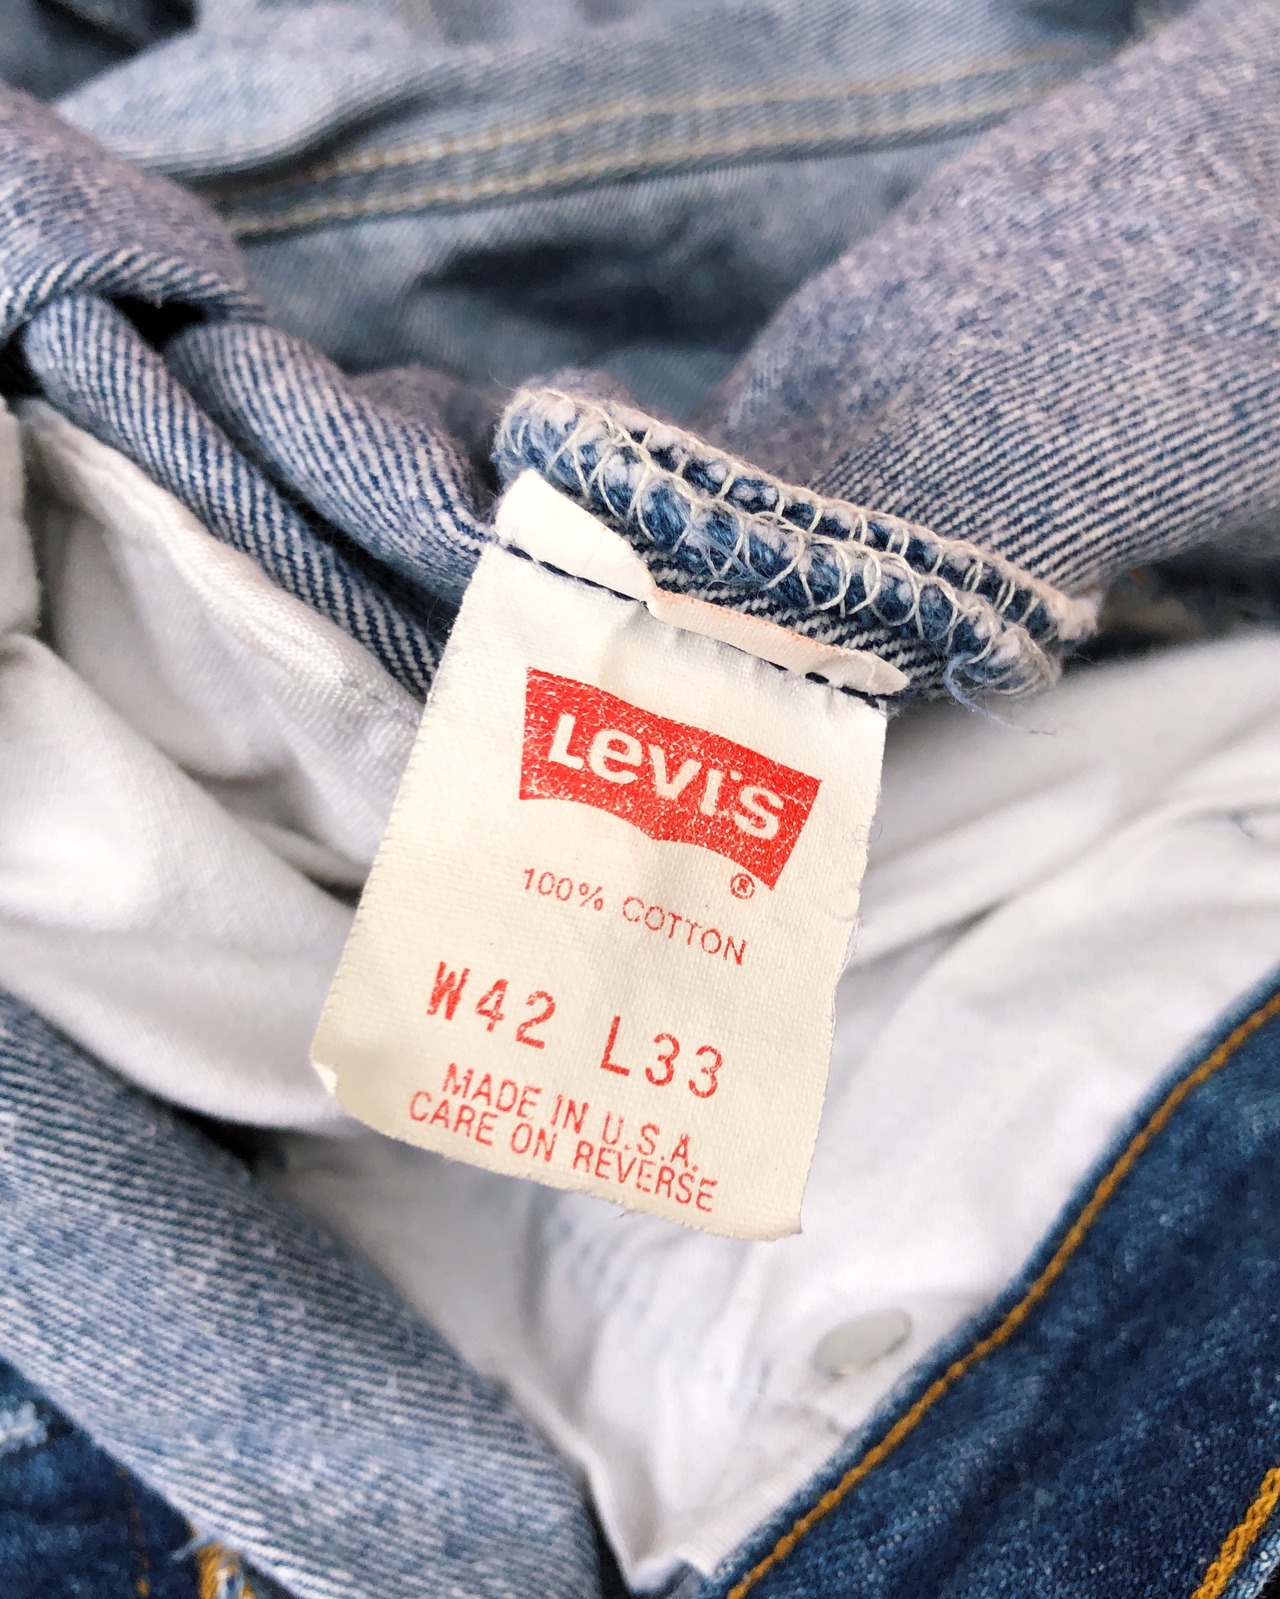 Levi's
®
100% COTTON
W42 L33
MADE IN U.S.A.
CARE ON REVERSE